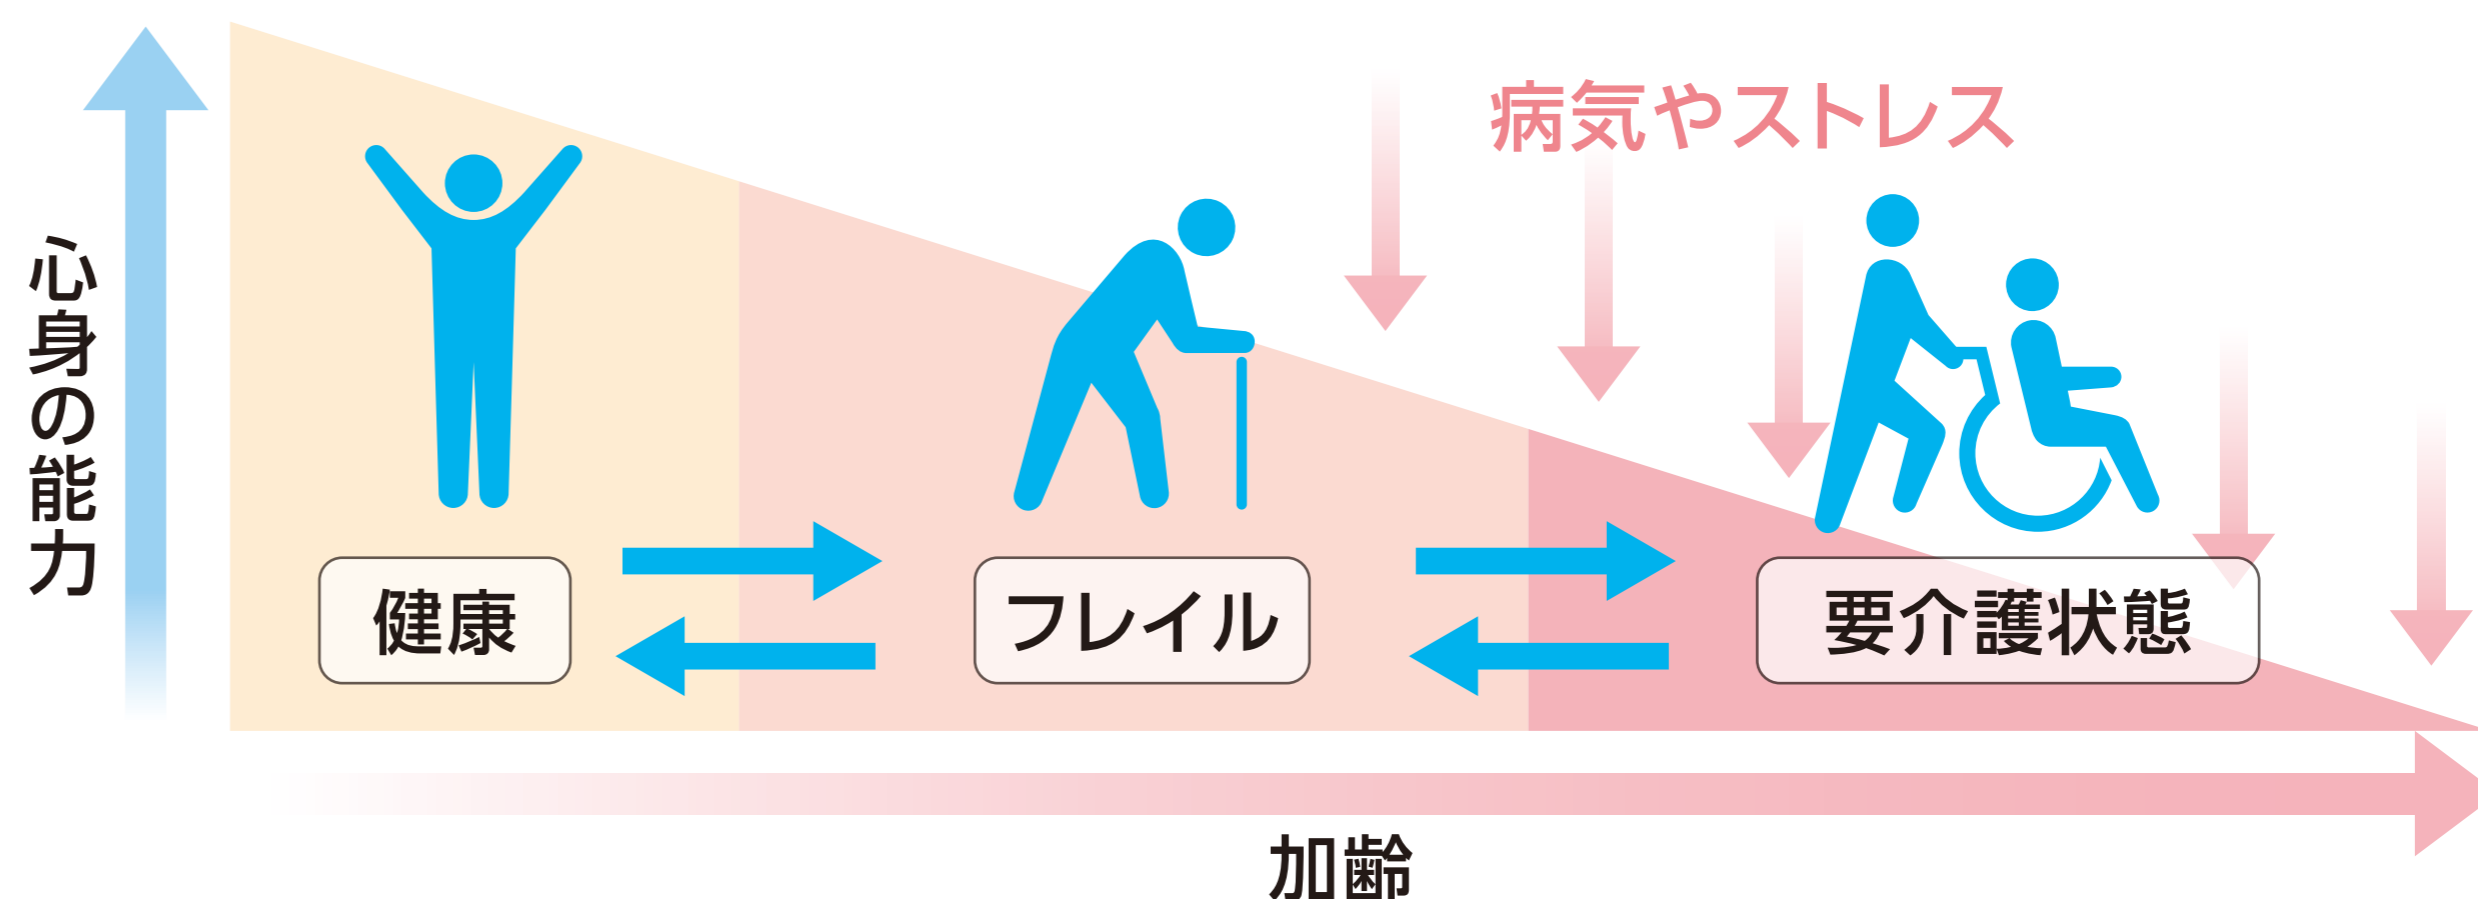 病気やストレス
心身の能力
健康
フレイル
要介護状態
加齢